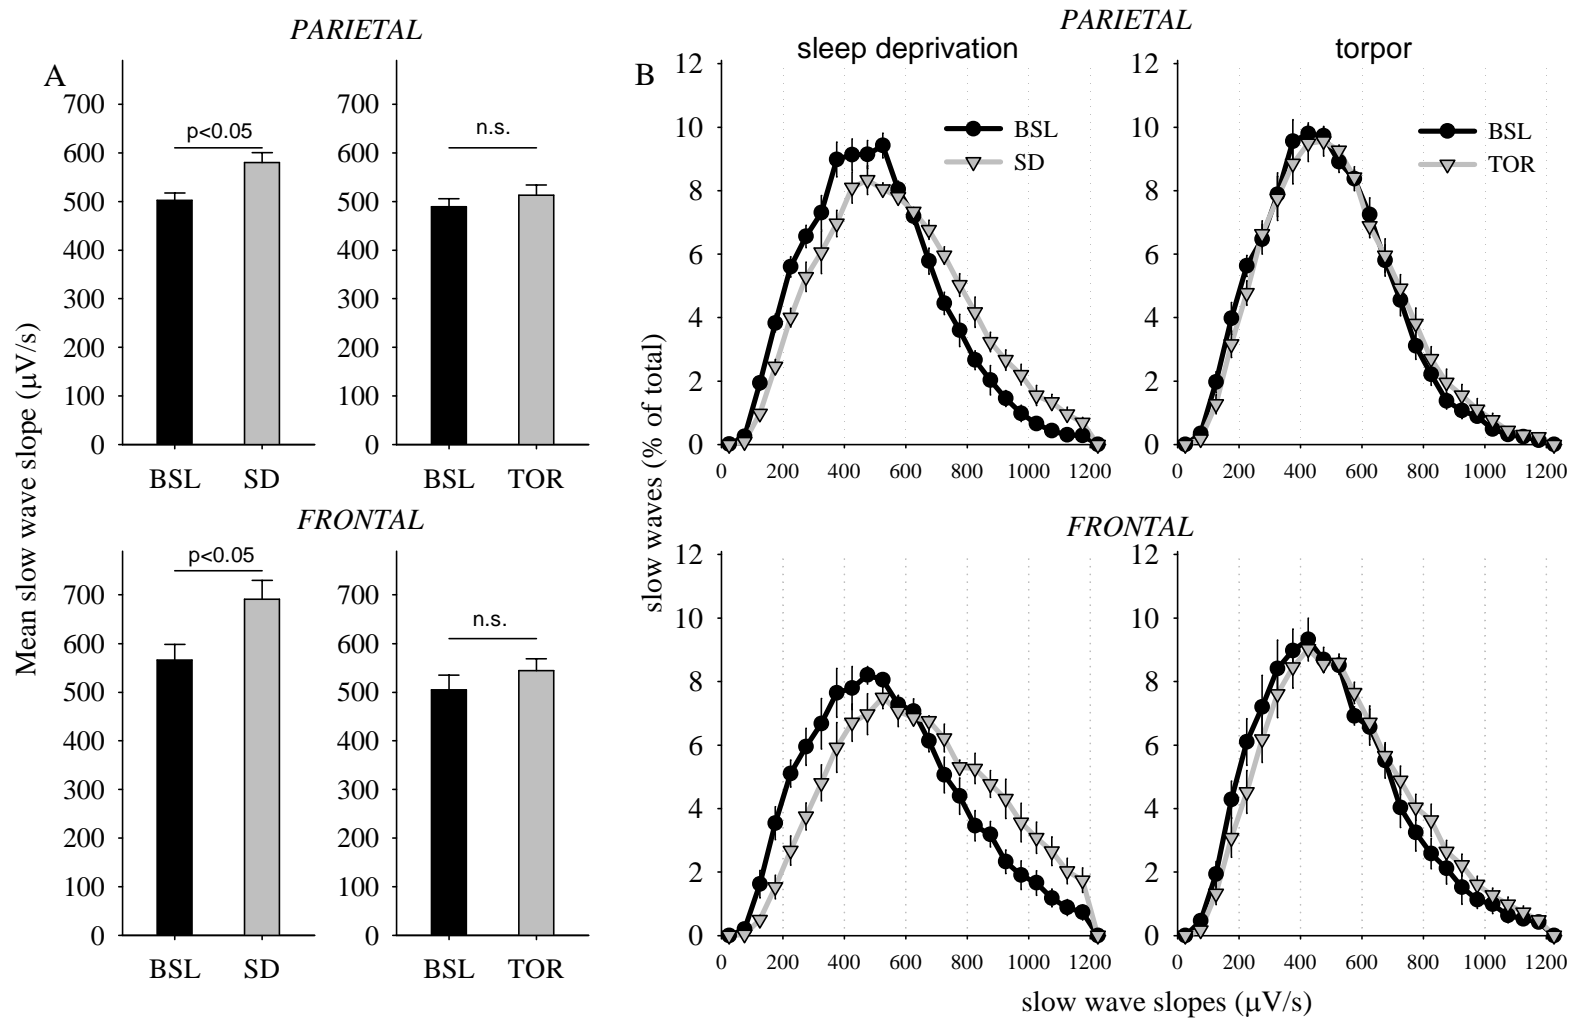 PARIETAL
A
700
600
500
400
300
200
100
0
p<0.05
BSL SD
700
600
500
400
300
200
100
0
n.s.
BSL TOR
FRONTAL
700
600
500
400
300
200
100
0
p<0.05
BSL SD
700
600
500
400
300
200
100
0
n.s.
BSL TOR
Mean slow wave slope (μV/s)
PARIETAL
B
sleep deprivation
12
10
8
6
4
2
0
BSL
SD
0 200 400 600 800 1000 1200
torpor
12
10
8
6
4
2
0
BSL
TOR
0 200 400 600 800 1000 1200
FRONTAL
12
10
8
6
4
2
0
0 200 400 600 800 1000 1200
12
10
8
6
4
2
0
0 200 400 600 800 1000 1200
slow waves (% of total)
slow wave slopes (μV/s)